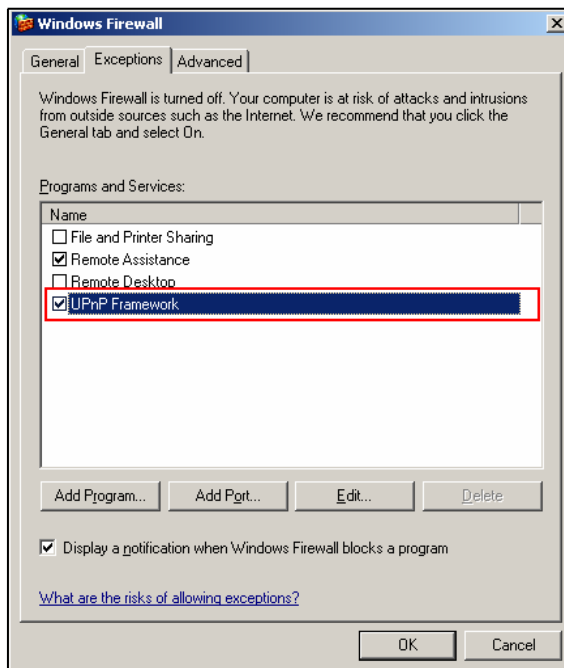 Windows Firewall
General
Exceptions
Advanced
Windows Firewall is turned off. Your computer is at risk of attacks and intrusions
from outside sources such as the Internet. We recommend that you click the
General tab and select On.
Programs and Services:
Name
File and Printer Sharing
Remote Assistance
Remote Desktop
UPnP Framework
Add Program...
Add Port...
Edit...
Delete
Display a notification when Windows Firewall blocks a program
What are the risks of allowing exceptions?
OK
Cancel